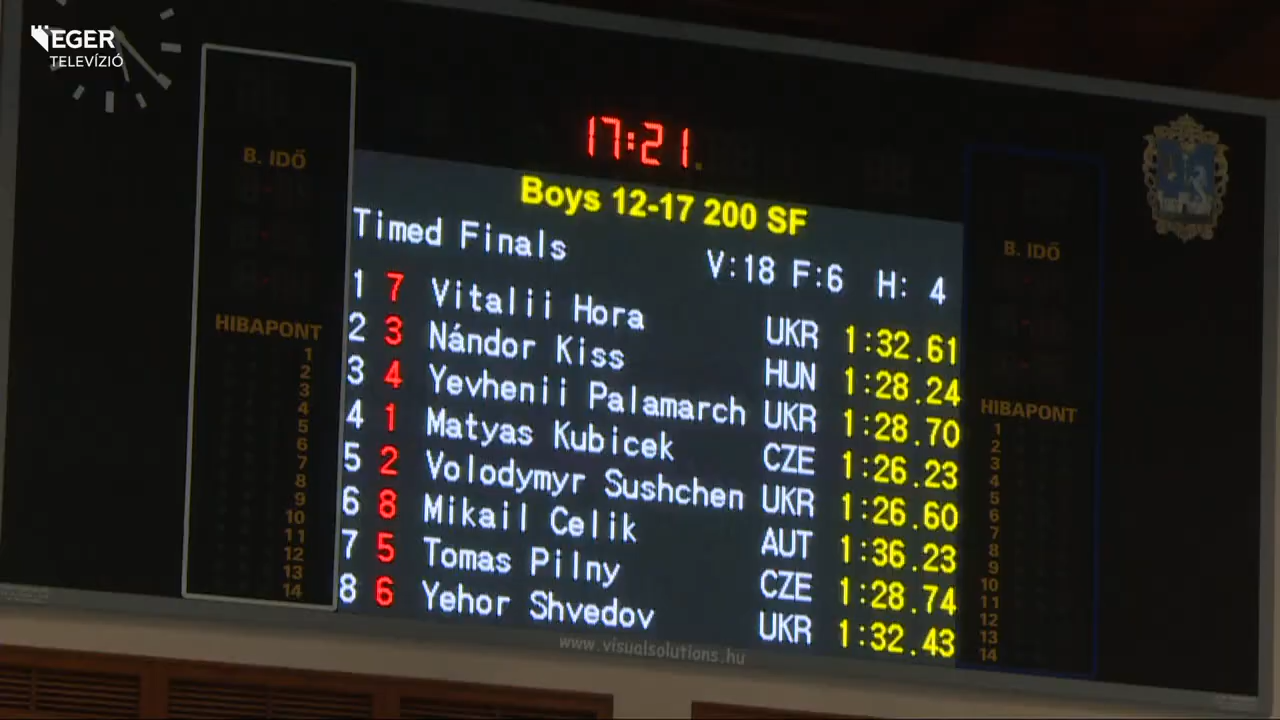 EGER
TELEVÍZIÓ
17:21
B. IDŐ
Boys 12-17 200 SF
Timed Finals V:18 F:6 H: 4
B. IDŐ
1 7 Vitalii Hora UKR 1:32.61
2 3 Nándor Kiss HUN 1:28.24
3 4 Yevhenii Palamarch UKR 1:28.70
4 1 Matyas Kubicek CZE 1:26.23
5 2 Volodymyr Sushchen UKR 1:26.60
6 8 Mikail Celik AUT 1:36.23
7 5 Tomas Pilny CZE 1:28.74
8 6 Yehor Shvedov UKR 1:32.43
HIBAPONT
1
2
3
4
5
6
7
8
9
10
11
12
13
14
HIBAPONT
1
2
3
4
5
6
7
8
9
10
11
12
13
14
www.visualsolutions.hu